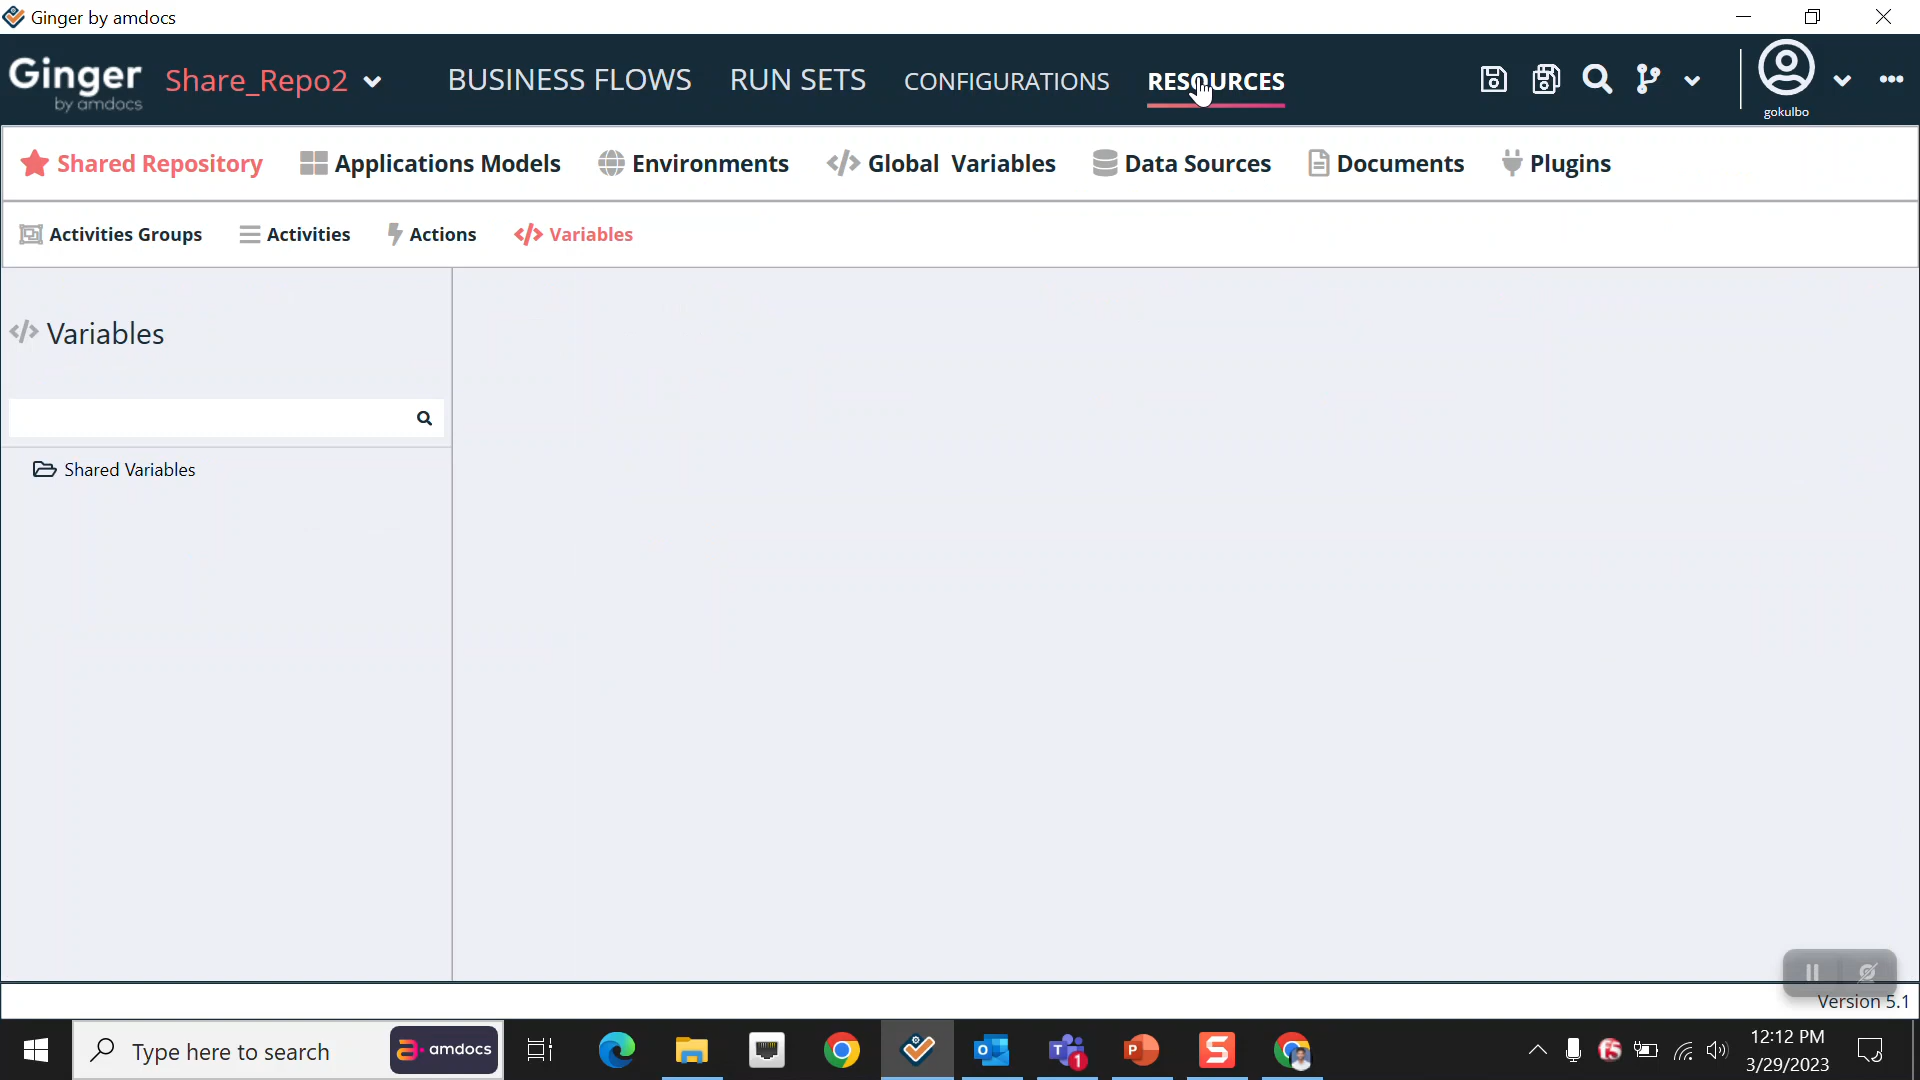 Ginger by amdocs
Ginger by amdocs Share_Repo2 BUSINESS FLOWS RUN SETS CONFIGURATIONS RESOURCES
gokulbo
Shared Repository Applications Models Environments Global Variables Data Sources Documents Plugins
Activities Groups Activities Actions Variables
Variables
Shared Variables
Version 5.1
Type here to search amdocs
12:12 PM
3/29/2023